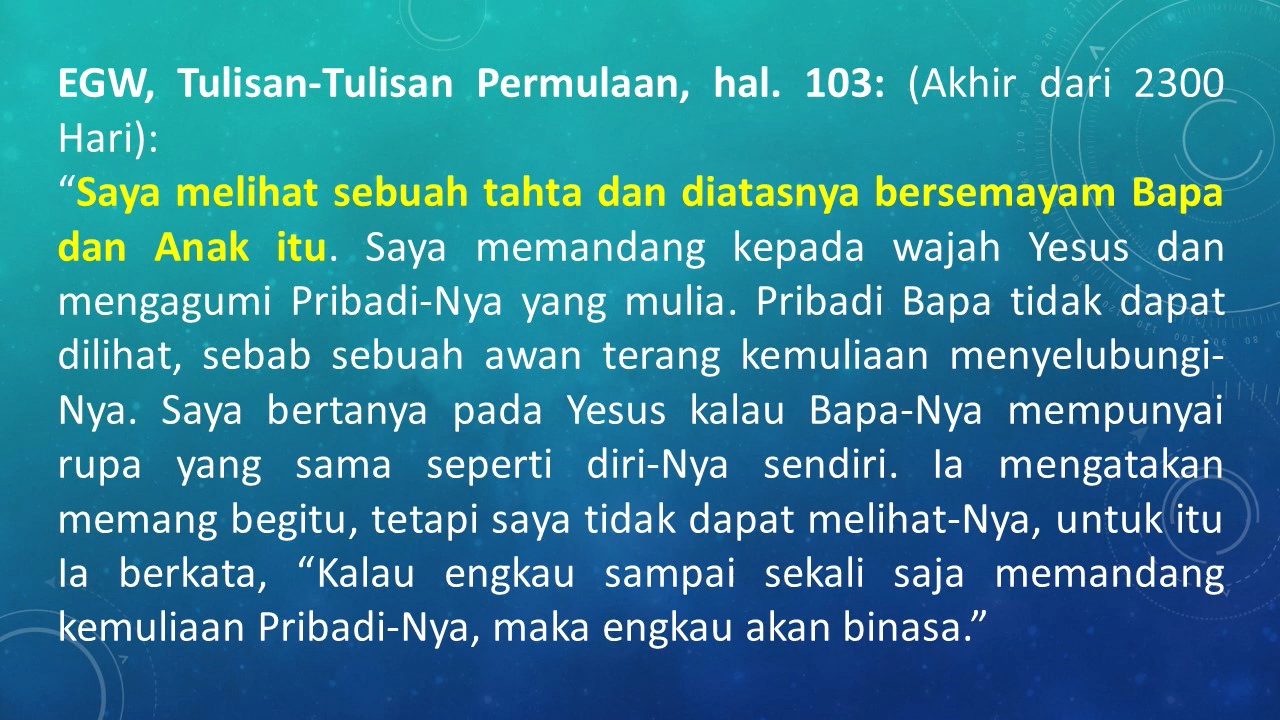 EGW, Tulisan-Tulisan Permulaan, hal. 103: (Akhir dari 2300
Hari):
“Saya melihat sebuah tahta dan diatasnya bersemayam Bapa
dan Anak itu. Saya memandang kepada wajah Yesus dan
mengagumi Pribadi-Nya yang mulia. Pribadi Bapa tidak dapat
dilihat, sebab sebuah awan terang kemuliaan menyelubungi-
Nya. Saya bertanya pada Yesus kalau Bapa-Nya mempunyai
rupa yang sama seperti diri-Nya sendiri. Ia mengatakan
memang begitu, tetapi saya tidak dapat melihat-Nya, untuk itu
Ia berkata, “Kalau engkau sampai sekali saja memandang
kemuliaan Pribadi-Nya, maka engkau akan binasa.”